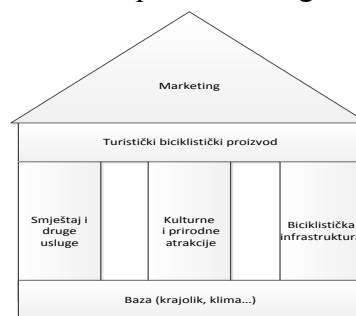 Marketing
Turistički biciklistički proizvod
Smještaj i
druge
usluge
Kulturne
i prirodne
atrakcije
Biciklistička
infrastruktura
Baza (krajolik, klima...)